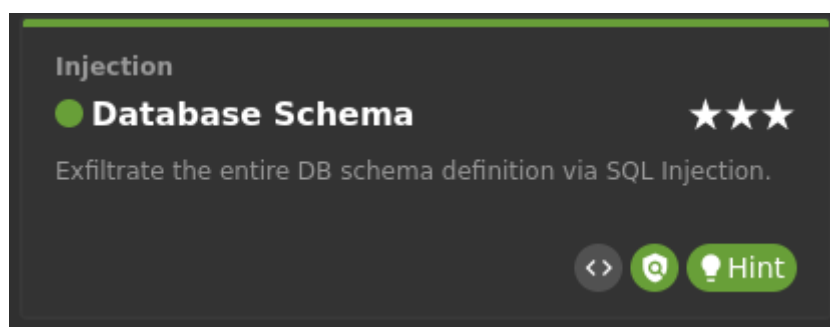 Injection
Database Schema
Exfiltrate the entire DB schema definition via SQL Injection.
Hint